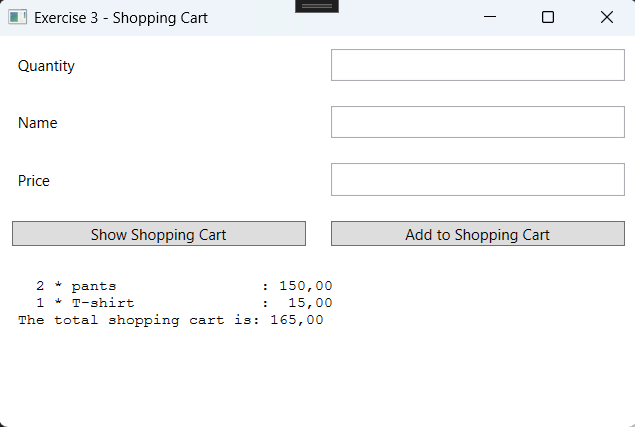 Exercise 3 - Shopping Cart
Quantity
Name
Price
Show Shopping Cart Add to Shopping Cart
  2 * pants                : 150,00
  1 * T-shirt              :  15,00
The total shopping cart is: 165,00